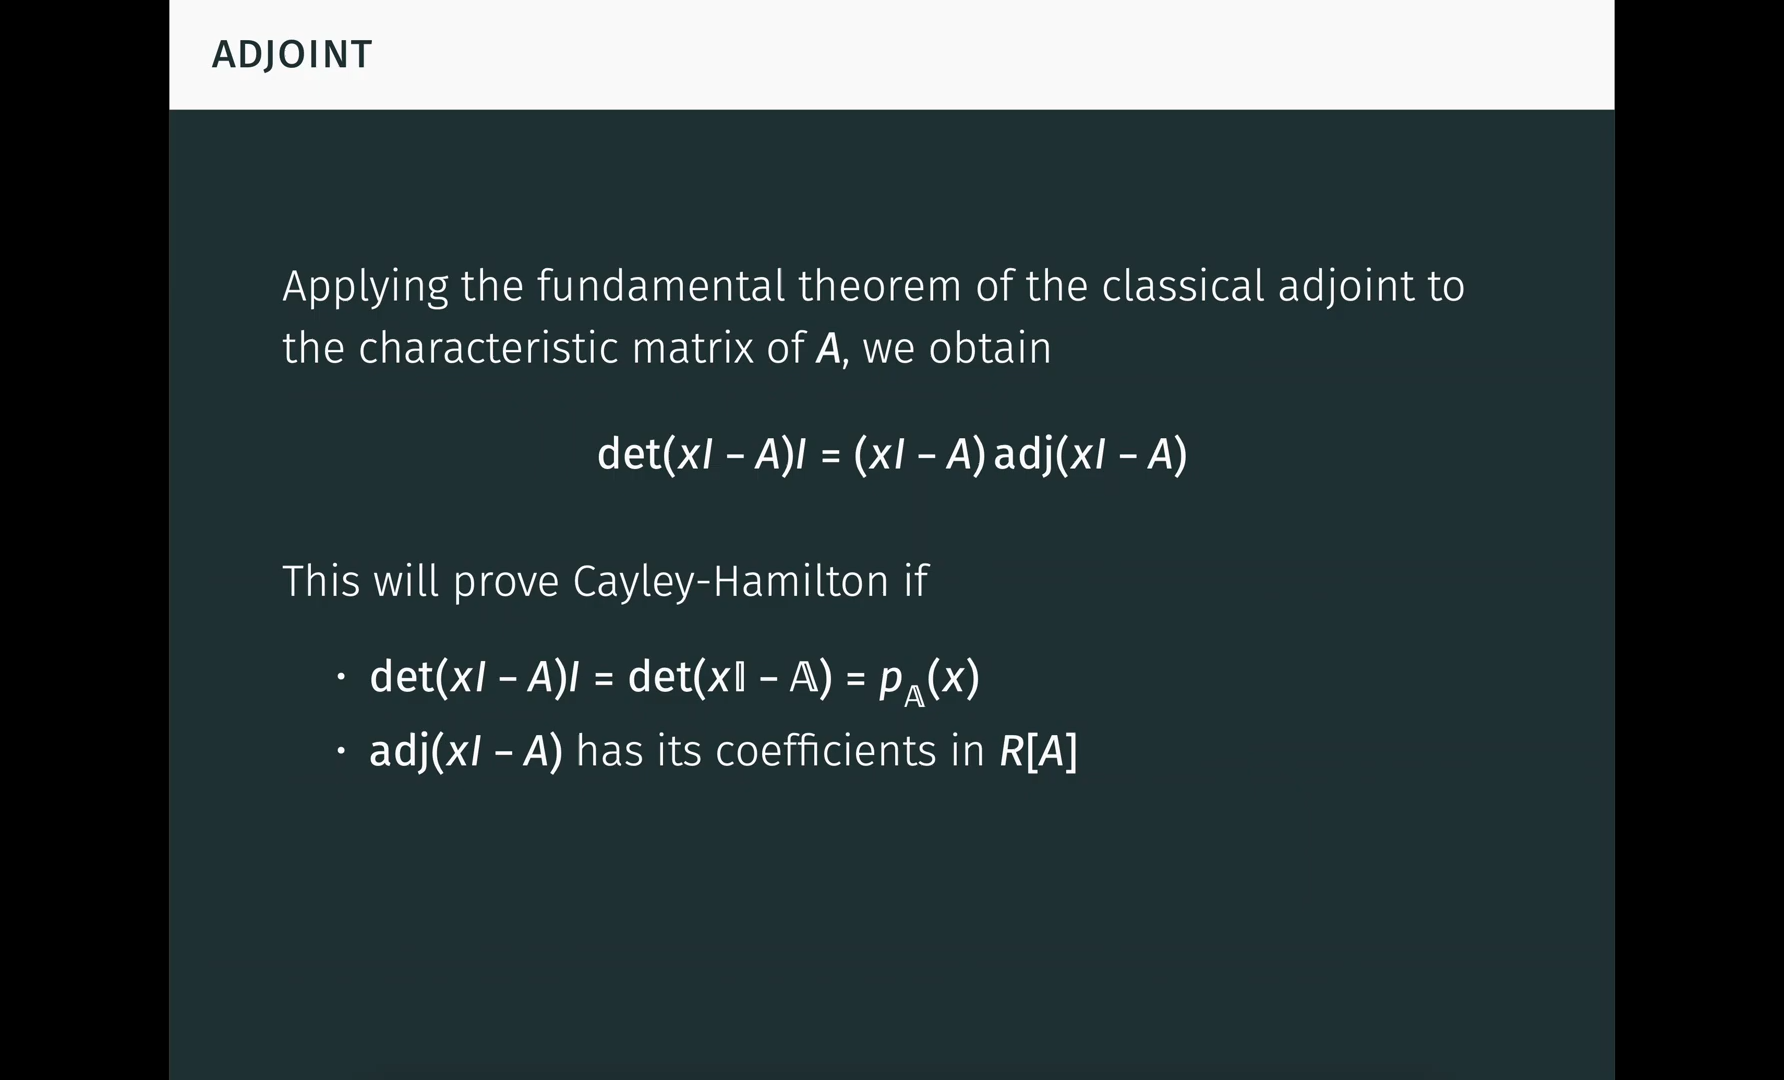 ADJOINT
Applying the fundamental theorem of the classical adjoint to
the characteristic matrix of A, we obtain
det(xI – A)I = (xI – A) adj(xI – A)
This will prove Cayley-Hamilton if
· det(xI – A)I = det(x𝕀 – 𝔸) = p_𝔸(x)
· adj(xI – A) has its coefficients in R[A]